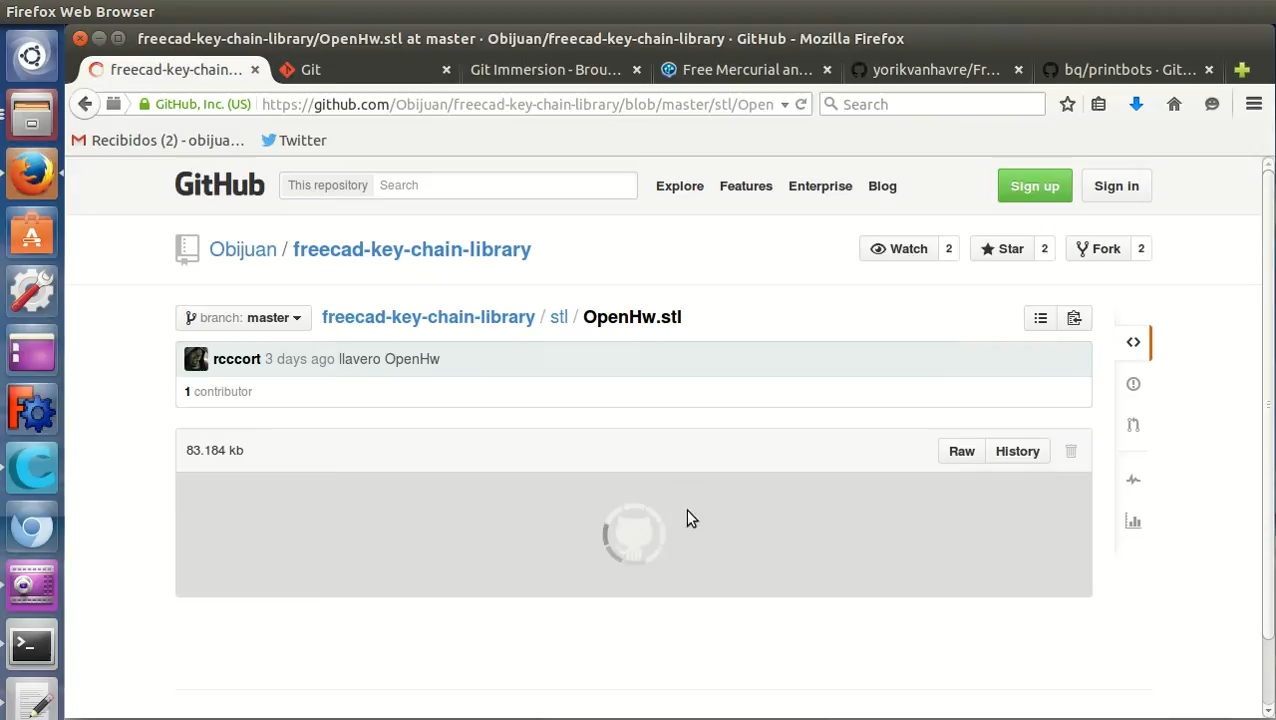 Firefox Web Browser
freecad-key-chain-library/OpenHw.stl at master · Obijuan/freecad-key-chain-library · GitHub - Mozilla Firefox
freecad-key-chain... Git Git Immersion - Brou... Free Mercurial an... yorikvanhavre/Fr... bq/printbots · Git...
GitHub, Inc. (US) https://github.com/Obijuan/freecad-key-chain-library/blob/master/stl/Open Search
Recibidos (2) - obijua... Twitter
GitHub This repository Search Explore Features Enterprise Blog Sign up Sign in
Obijuan / freecad-key-chain-library Watch 2 Star 2 Fork 2
branch: master freecad-key-chain-library / stl / OpenHw.stl
rcccort 3 days ago llavero OpenHw
1 contributor
83.184 kb Raw History